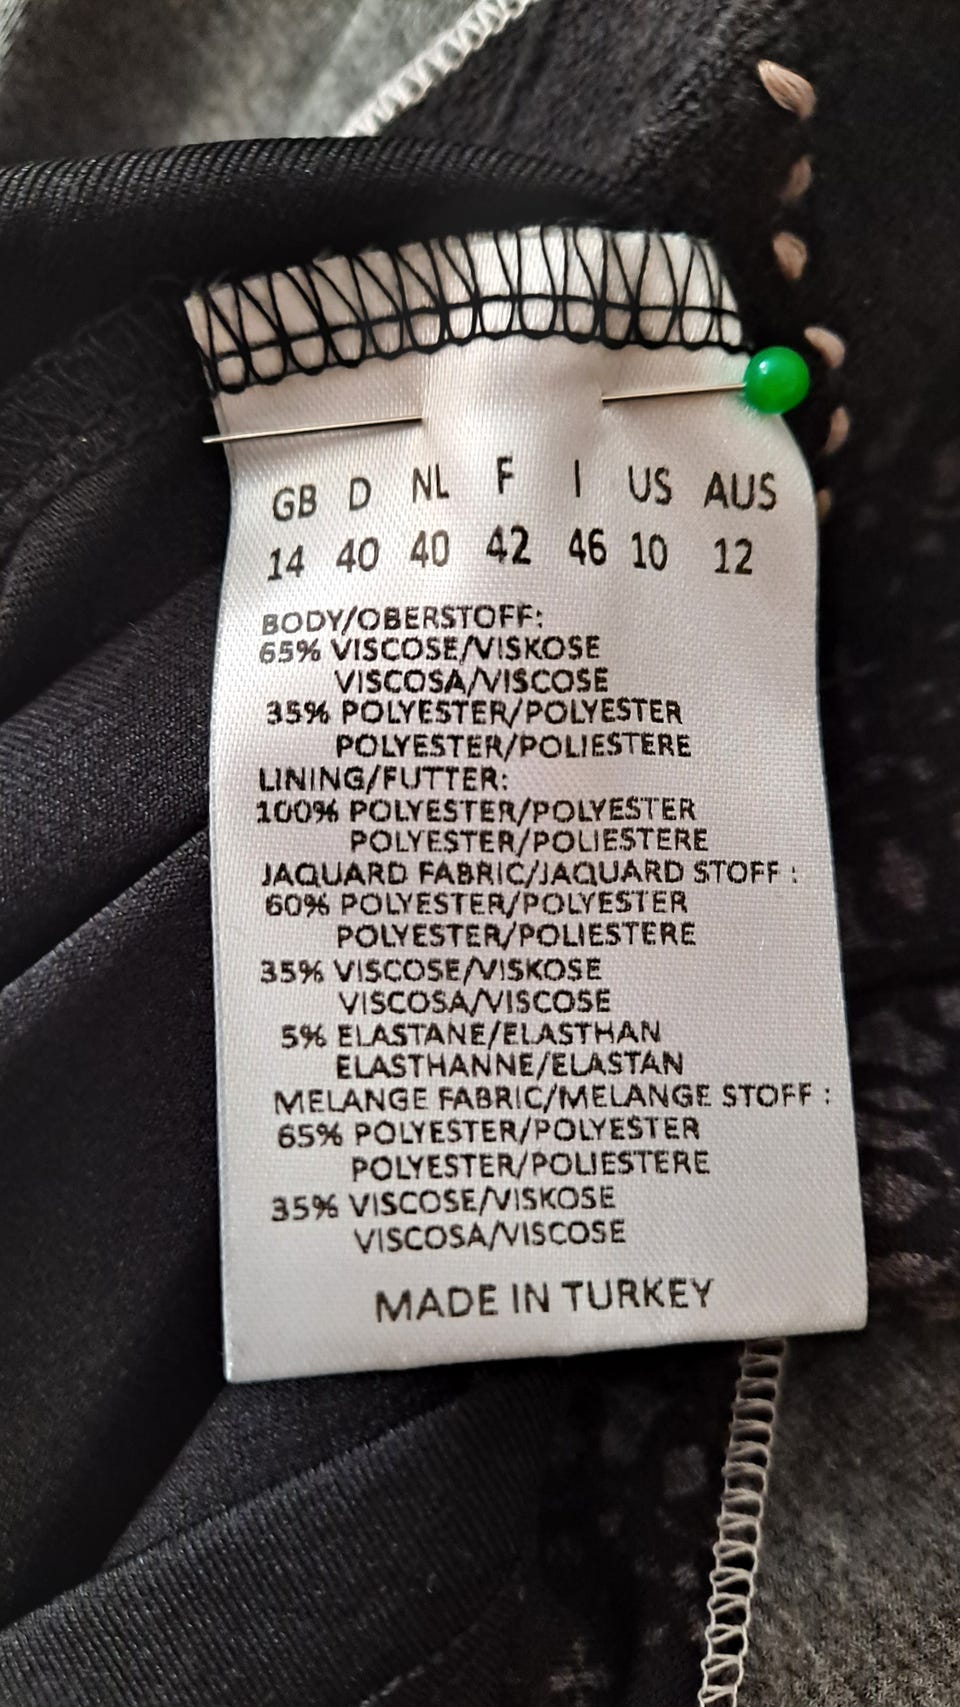 GB D NL F I US AUS
14 40 40 42 46 10 12
BODY/OBERSTOFF:
65% VISCOSE/VISKOSE
VISCOSA/VISCOSE
35% POLYESTER/POLYESTER
POLYESTER/POLIESTERE
LINING/FUTTER:
100% POLYESTER/POLYESTER
POLYESTER/POLIESTERE
JAQUARD FABRIC/JAQUARD STOFF :
60% POLYESTER/POLYESTER
POLYESTER/POLIESTERE
35% VISCOSE/VISKOSE
VISCOSA/VISCOSE
5% ELASTANE/ELASTHAN
ELASTHANNE/ELASTAN
MELANGE FABRIC/MELANGE STOFF :
65% POLYESTER/POLYESTER
POLYESTER/POLIESTERE
35% VISCOSE/VISKOSE
VISCOSA/VISCOSE
MADE IN TURKEY